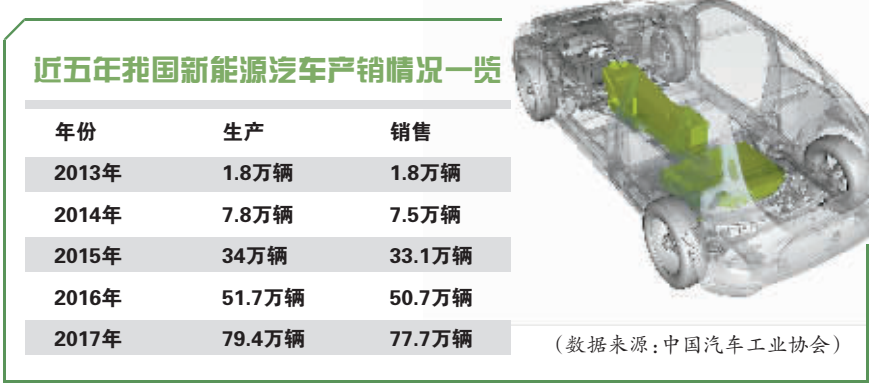 近五年我国新能源汽车产销情况一览
年份 生产 销售
2013年 1.8万辆 1.8万辆
2014年 7.8万辆 7.5万辆
2015年 34万辆 33.1万辆
2016年 51.7万辆 50.7万辆
2017年 79.4万辆 77.7万辆
（数据来源:中国汽车工业协会）